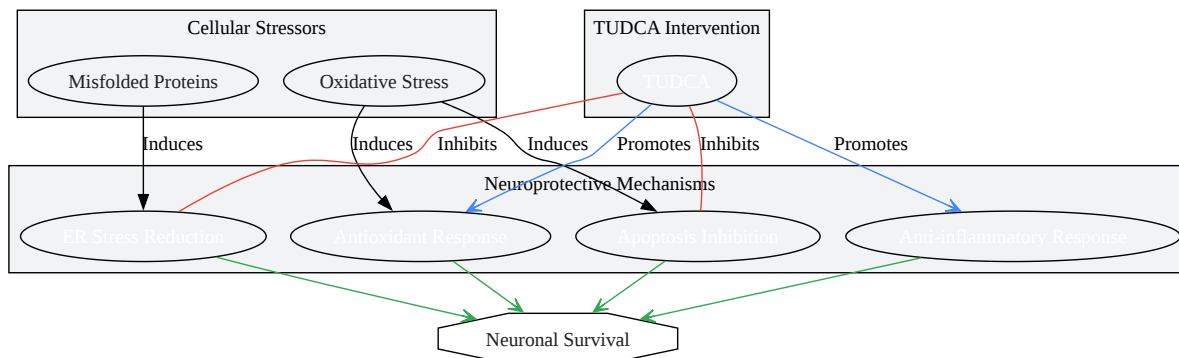 Cellular Stressors
TUDCA Intervention
Misfolded Proteins
Oxidative Stress
TUDCA
Induces
Inhibits
Induces
Induces
Promotes
Inhibits
Promotes
Neuroprotective Mechanisms
ER Stress Reduction
Antioxidant Response
Apoptosis Inhibition
Anti-inflammatory Response
Neuronal Survival